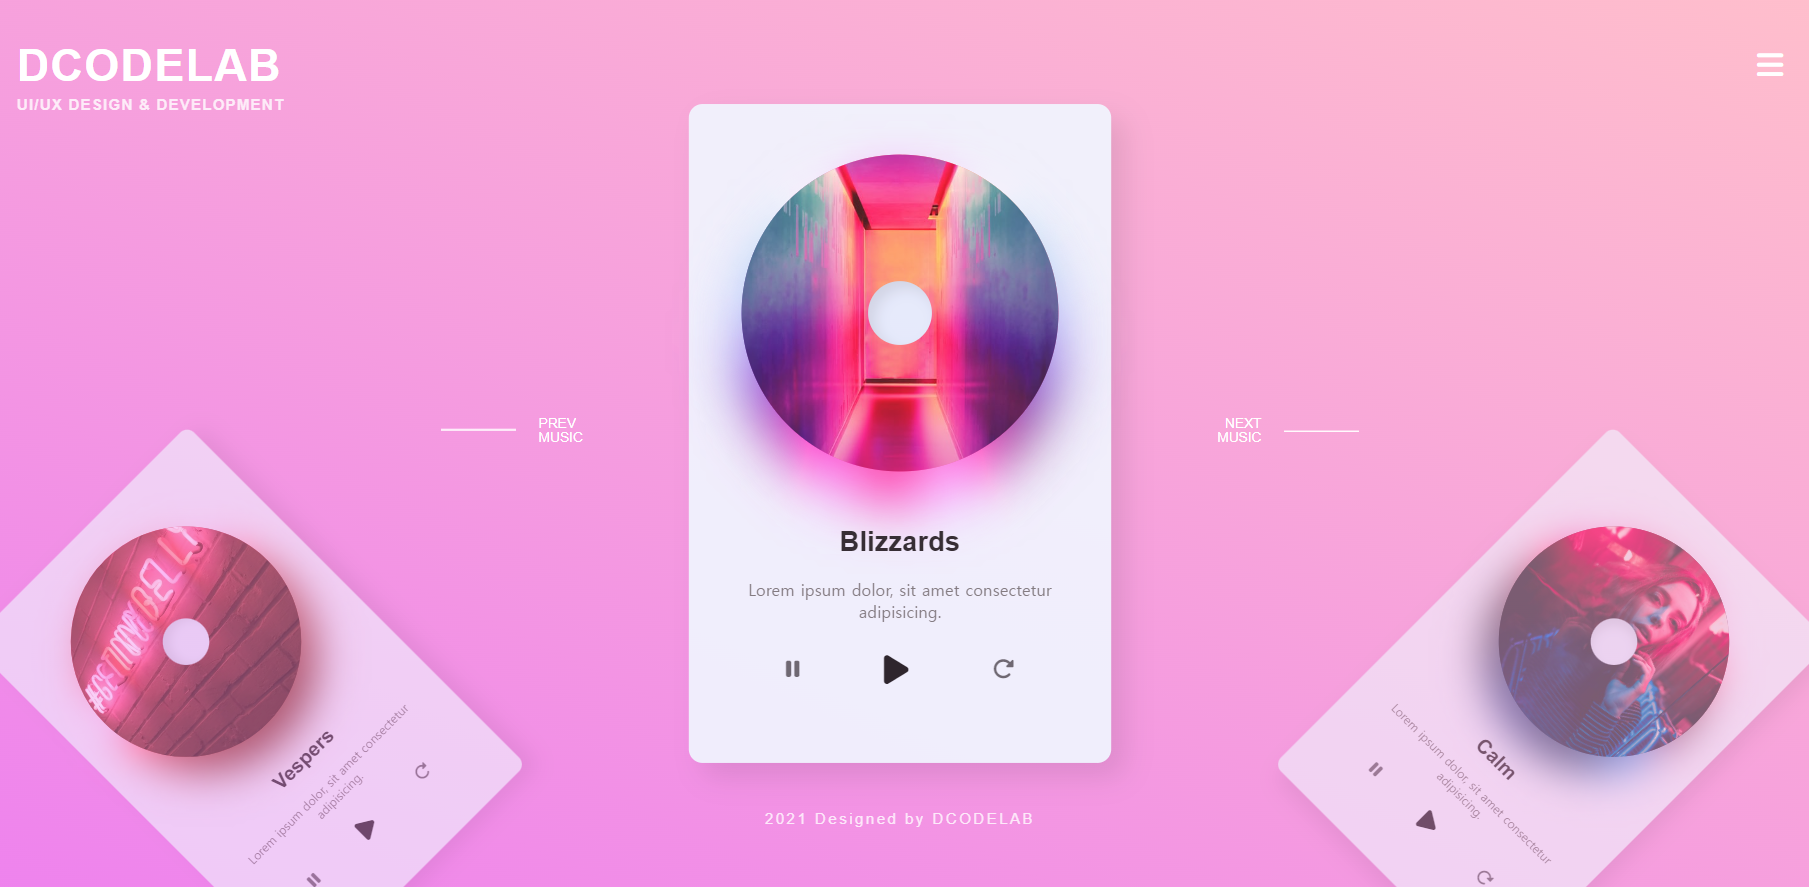 DCODELAB
UI/UX DESIGN & DEVELOPMENT
PREV
MUSIC
NEXT
MUSIC
Blizzards
Lorem ipsum dolor, sit amet consectetur
adipisicing.
Vespers
Lorem ipsum dolor, sit amet consectetur
adipisicing.
Calm
Lorem ipsum dolor, sit amet consectetur
adipisicing.
2021 Designed by DCODELAB